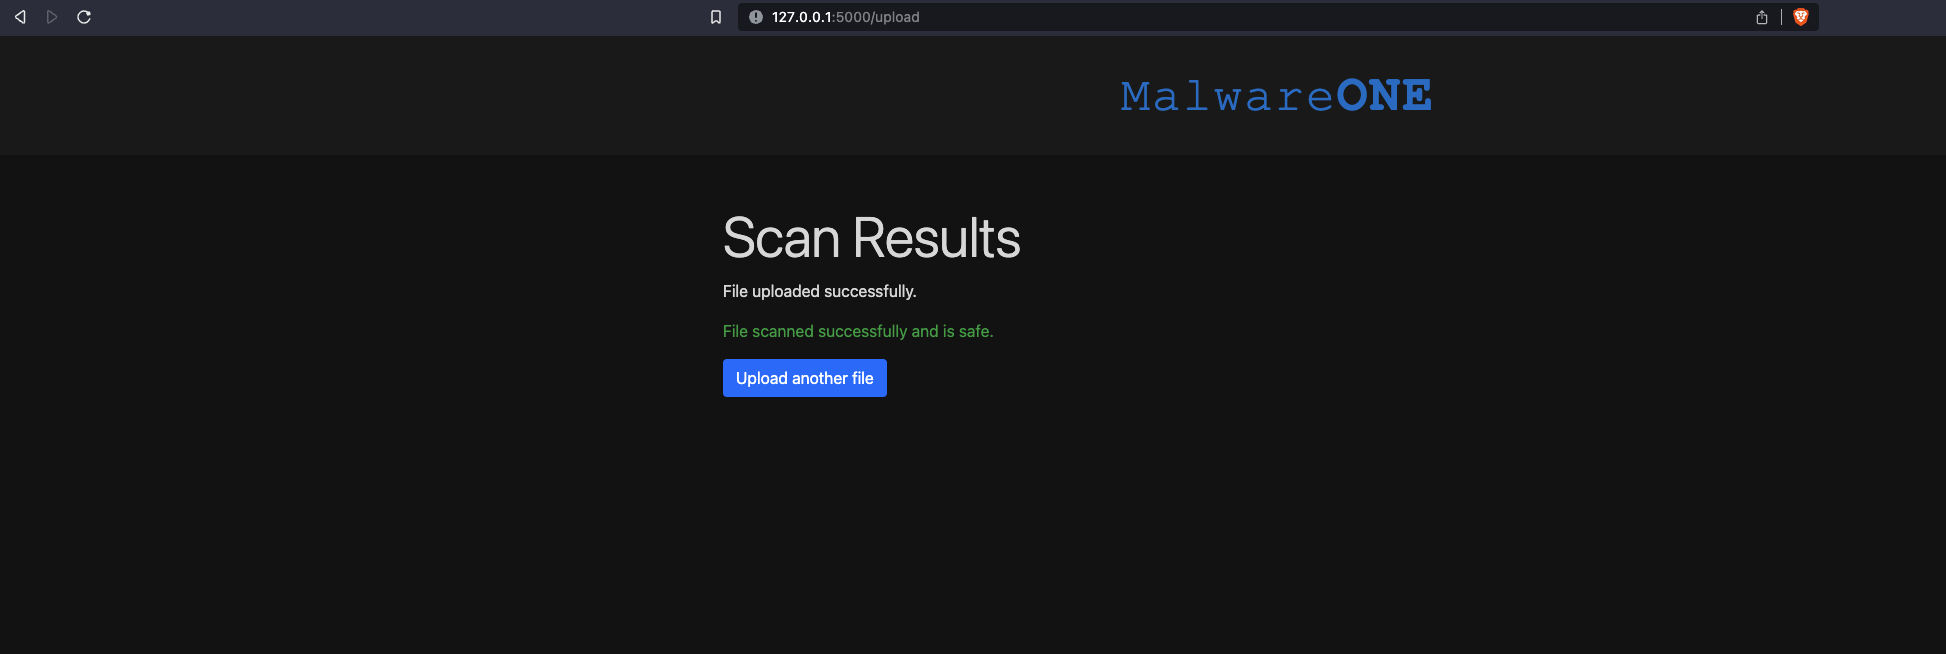 127.0.0.1:5000/upload
MalwareONE
Scan Results
File uploaded successfully.
File scanned successfully and is safe.
Upload another file